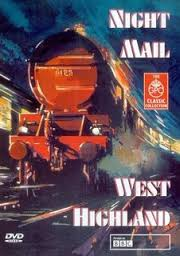 NIGHT
MAIL
THE
CLASSIC
COLLECTION
WEST
HIGHLAND
DVD
BBC